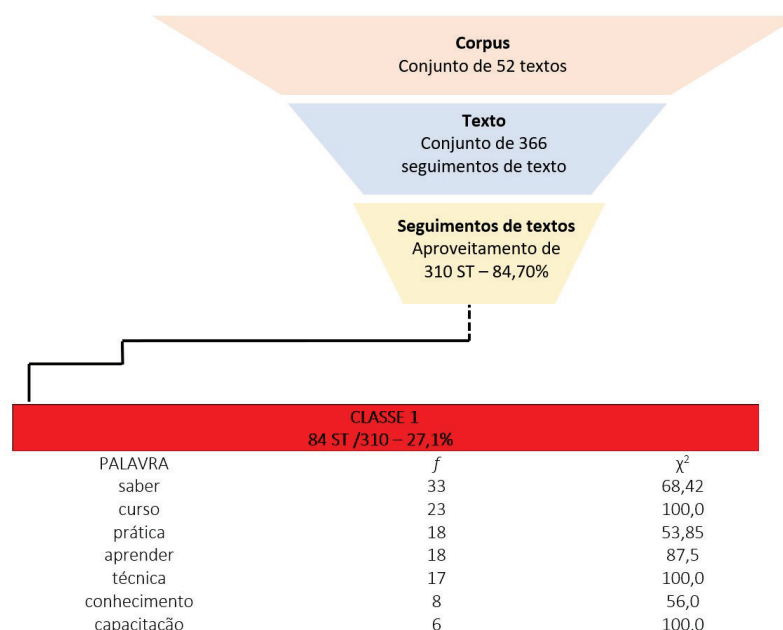 Corpus
Conjunto de 52 textos
Texto
Conjunto de 366
seguimentos de texto
Seguimentos de textos
Aproveitamento de
310 ST – 84,70%
CLASSE 1
84 ST /310 – 27,1%
PALAVRA f χ²
saber 33 68,42
curso 23 100,0
prática 18 53,85
aprender 18 87,5
técnica 17 100,0
conhecimento 8 56,0
capacitação 6 100,0